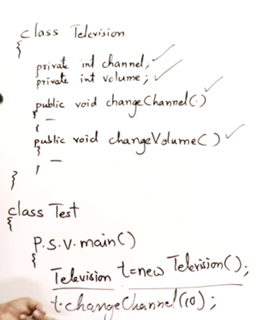 class Television
{
private int channel;
private int volume;
public void changeChannel(·)
{
—
}
public void changeVolume()
{
—
}
}
class Test
p.s.v.main()
{
Television t=new Television();
t.changeChannel(10);